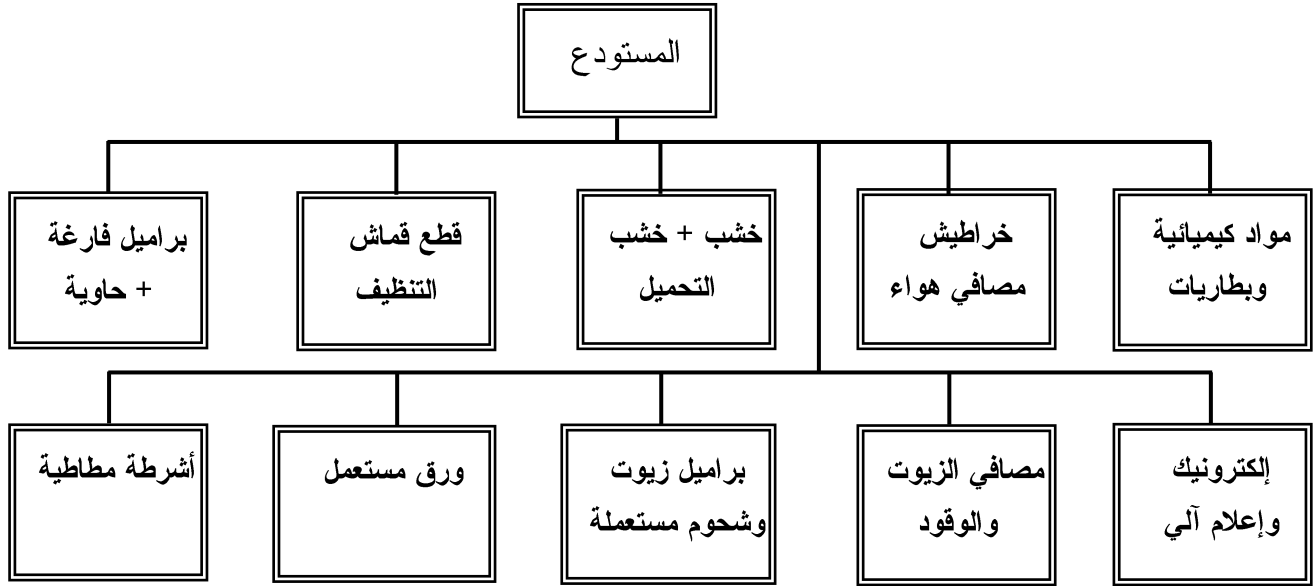 المستودع
مواد كيميائية
وبطاريات
خراطيش
مصافي هواء
خشب + خشب
التحميل
قطع قماش
التنظيف
براميل فارغة
+ حاوية
إلكترونيك
وإعلام آلي
مصافي الزيوت
والوقود
براميل زيوت
وشحوم مستعملة
ورق مستعمل
أشرطة مطاطية